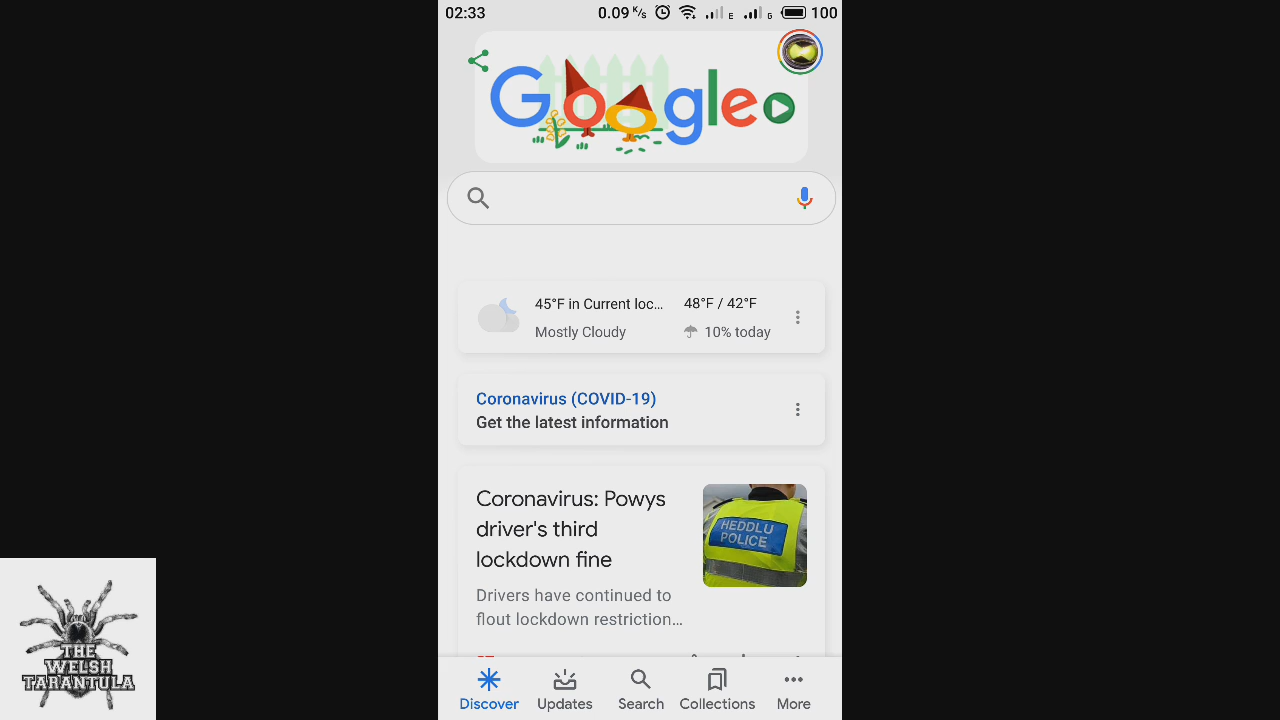 02:33
0.09 K/s
E
G
100
Google
45°F in Current loc...
48°F / 42°F
Mostly Cloudy
10% today
Coronavirus (COVID-19)
Get the latest information
Coronavirus: Powys
driver's third
lockdown fine
HEDDLU
POLICE
Drivers have continued to
flout lockdown restriction...
Discover
Updates
Search
Collections
More
THE
WELSH
TARANTULA